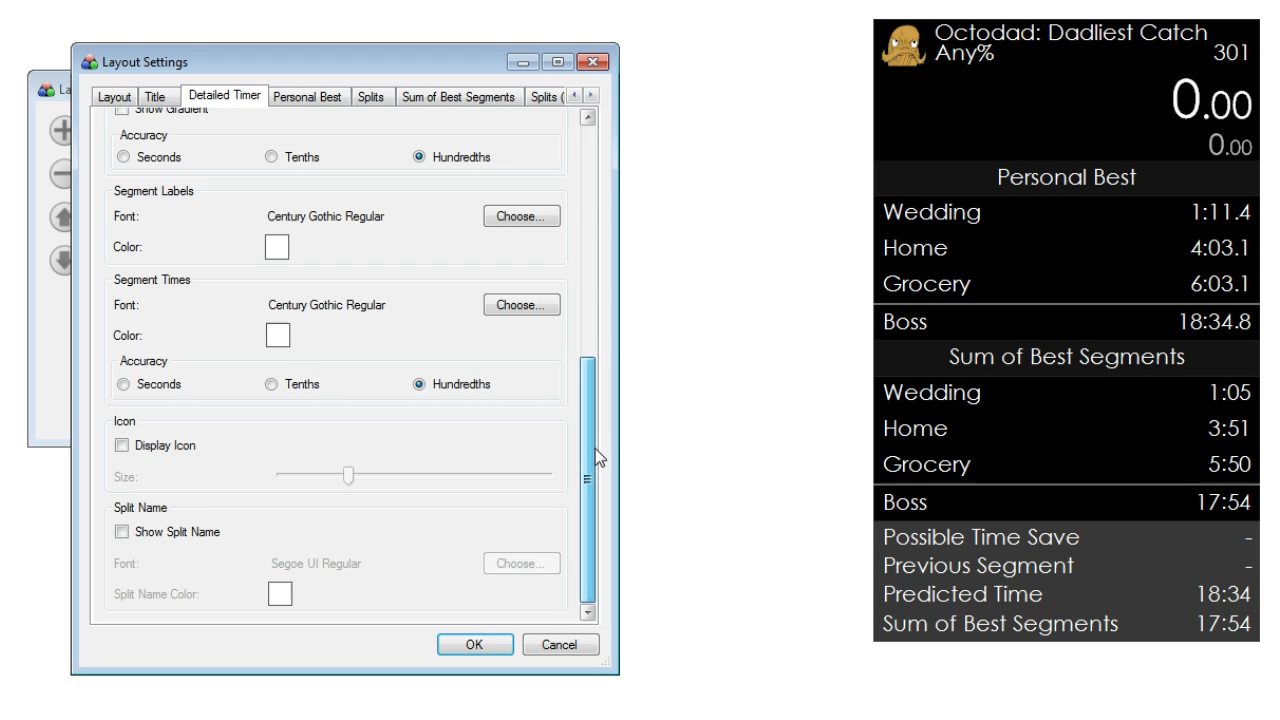 Layout Settings
La
Layout Title Detailed Timer Personal Best Splits Sum of Best Segments Splits (
Show Gradient
Accuracy
Seconds Tenths Hundredths
Segment Labels
Font: Century Gothic Regular Choose...
Color:
Segment Times
Font: Century Gothic Regular Choose...
Color:
Accuracy
Seconds Tenths Hundredths
Icon
Display Icon
Size:
Split Name
Show Split Name
Font: Segoe UI Regular Choose...
Split Name Color:
OK Cancel
Octodad: Dadliest Catch
Any% 301
0.00
0.00
Personal Best
Wedding 1:11.4
Home 4:03.1
Grocery 6:03.1
Boss 18:34.8
Sum of Best Segments
Wedding 1:05
Home 3:51
Grocery 5:50
Boss 17:54
Possible Time Save -
Previous Segment -
Predicted Time 18:34
Sum of Best Segments 17:54